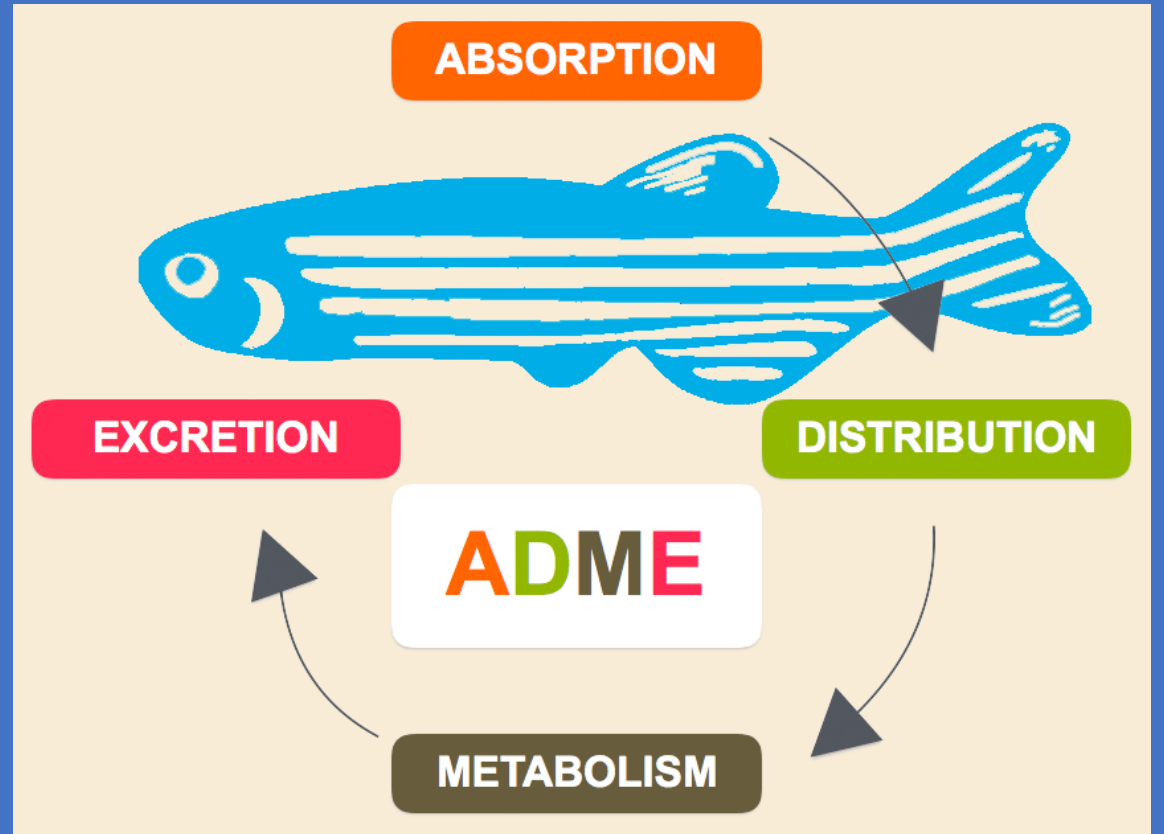 ABSORPTION
EXCRETION
DISTRIBUTION
ADME
METABOLISM